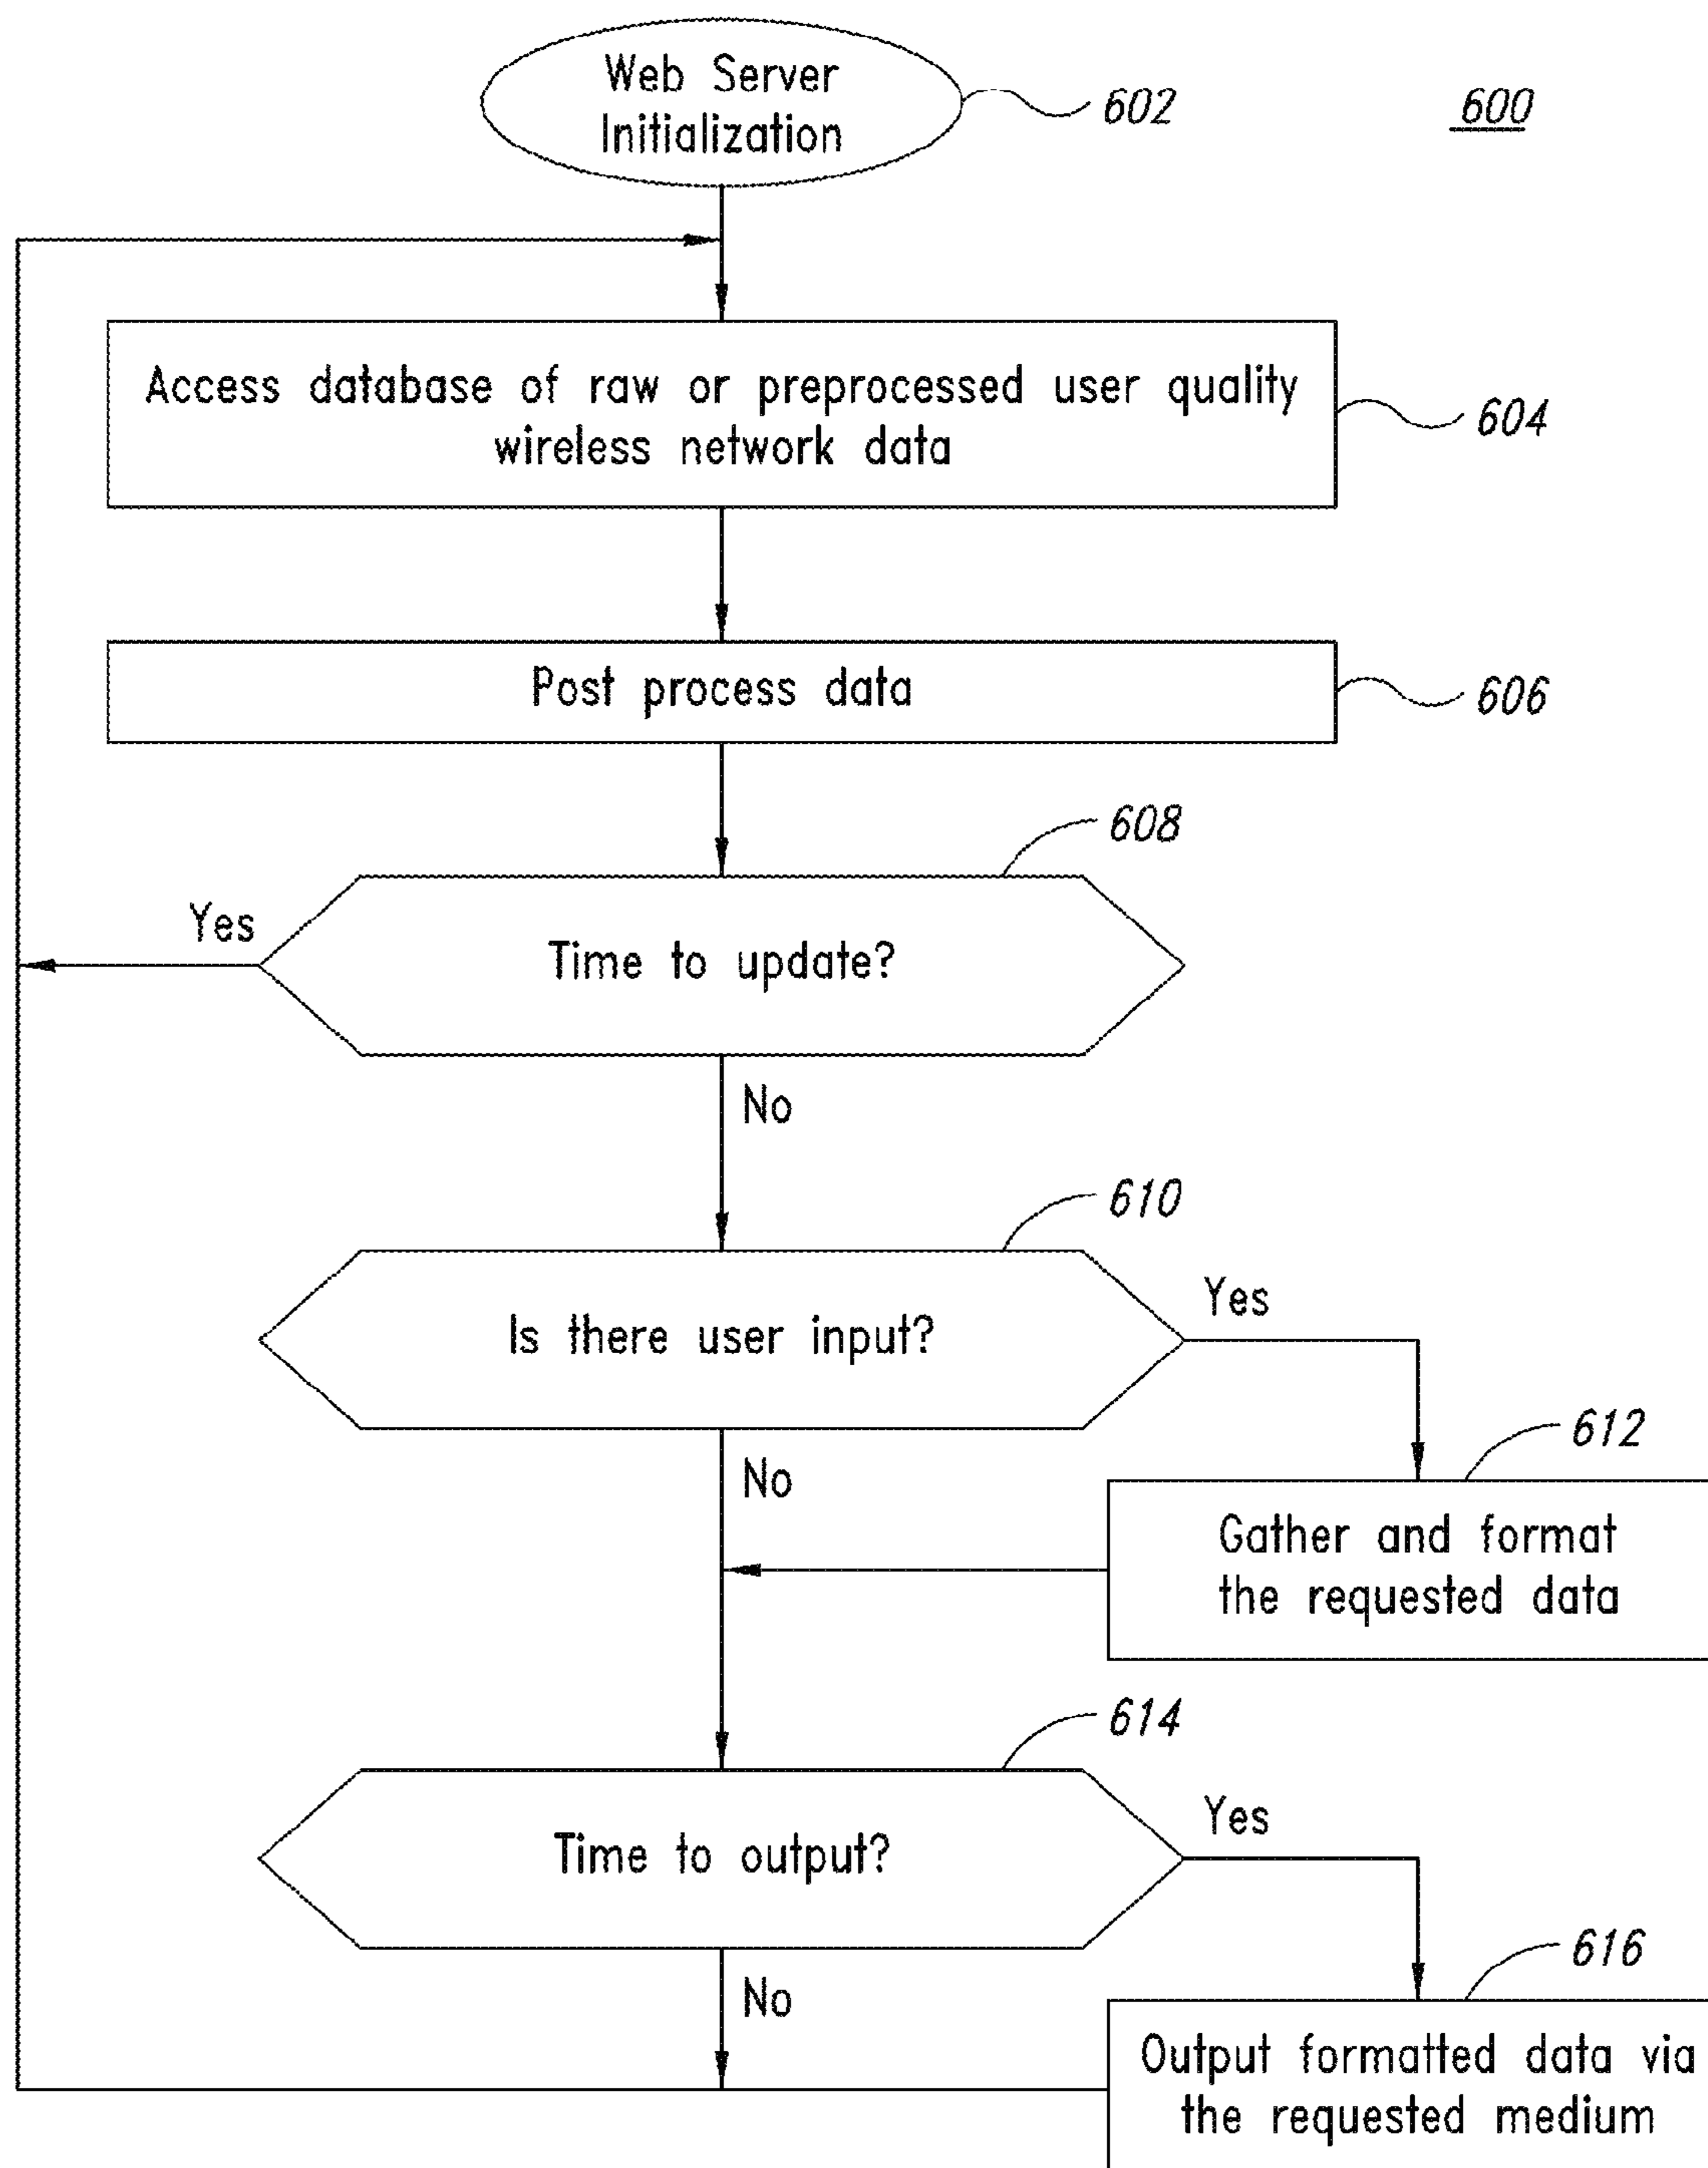 Web Server
Initialization
602
600
Access database of raw or preprocessed user quality
wireless network data
604
Post process data
606
608
Yes
Time to update?
No
610
Is there user input?
Yes
No
612
Gather and format
the requested data
614
Time to output?
Yes
No
616
Output formatted data via
the requested medium